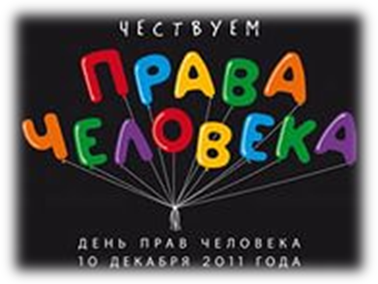 ЧЕСТВУЕМ
ПРАВА
ЧЕЛОВЕКА
ДЕНЬ ПРАВ ЧЕЛОВЕКА
10 ДЕКАБРЯ 2011 ГОДА